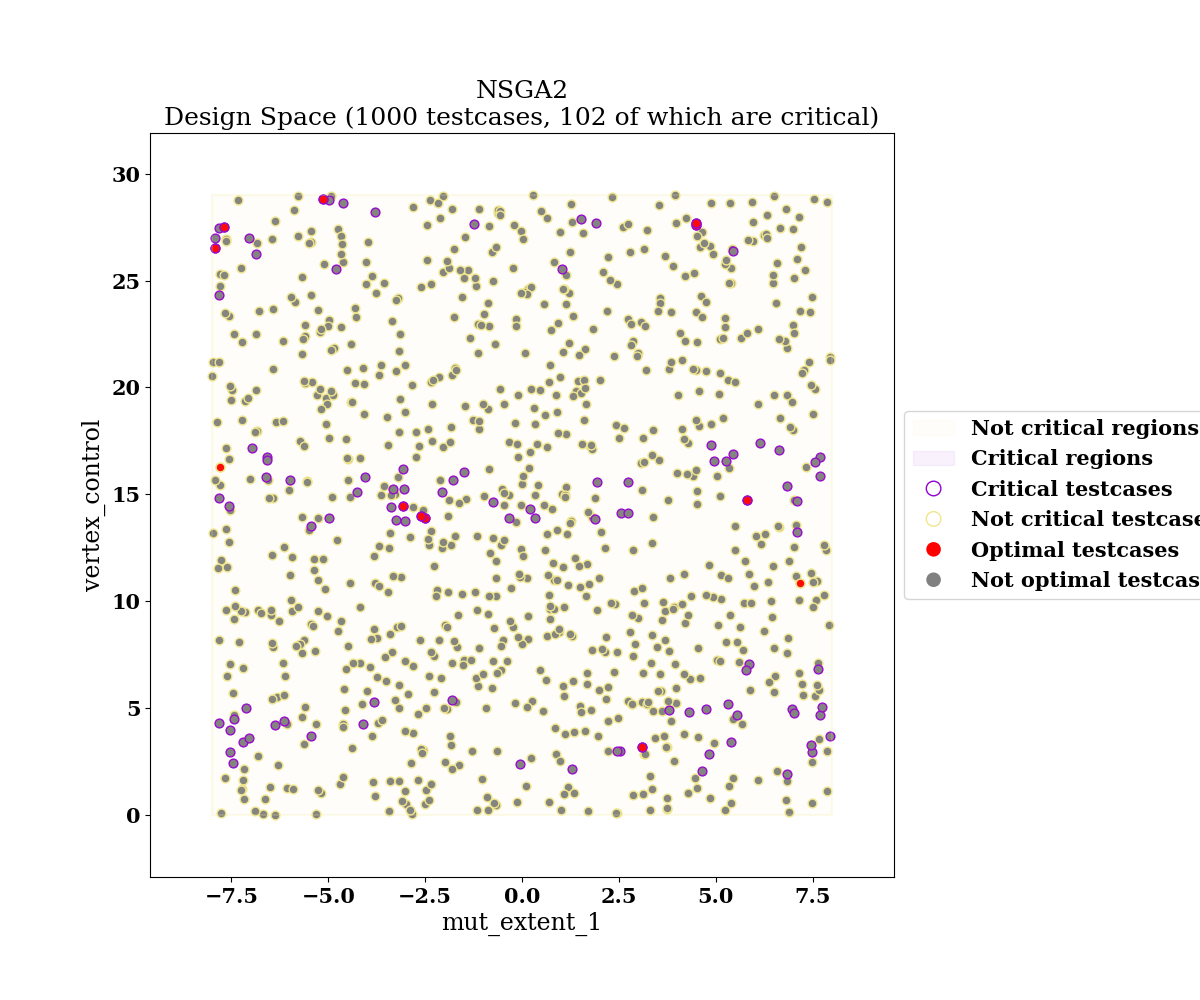 NSGA2
Design Space (1000 testcases, 102 of which are critical)
30
25
20
15
10
5
0
vertex_control
−7.5
−5.0
−2.5
0.0
2.5
5.0
7.5
mut_extent_1
Not critical regions
Critical regions
Critical testcases
Not critical testcase
Optimal testcases
Not optimal testcas